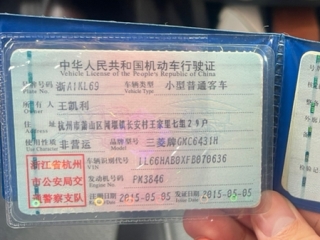 中华人民共和国机动车行驶证
Vehicle License of the People's Republic of China
号牌号码 浙A1KL69 车辆类型 小型普通客车
Vehicle Type
所有人 王凯利
住址 杭州市萧山区闻堰镇长安村王家里七组29户
使用性质 非营运 品牌型号 三菱牌GKC6431H
Use Character
浙江省杭州
市公安局交
通警察支队
车辆识别代号
VIN
发动机号码 PM3846
Engine No.
注册日期 2015-05-05 发证日期 2015-05-05